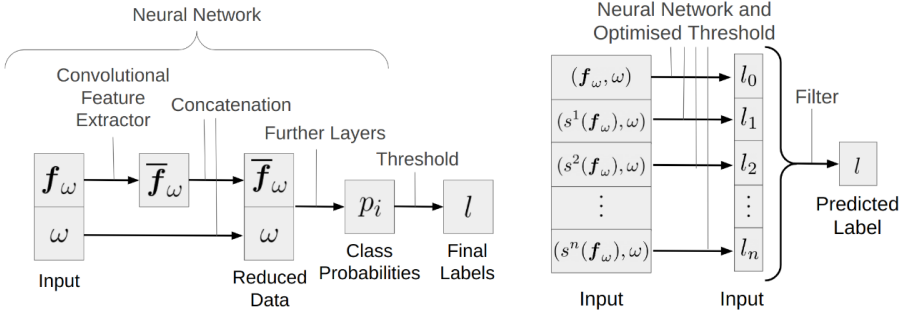 Neural Network
Convolutional
Feature
Extractor
Concatenation
Further Layers
Threshold
f_ω
f̅_ω
f̅_ω
ω
ω
p_i
l
Input
Reduced
Data
Class
Probabilities
Final
Labels
Neural Network and
Optimised Threshold
(f_ω, ω)
l_0
(s^1(f_ω), ω)
l_1
(s^2(f_ω), ω)
l_2
⋮
⋮
(s^n(f_ω), ω)
l_n
Filter
l
Predicted
Label
Input
Input